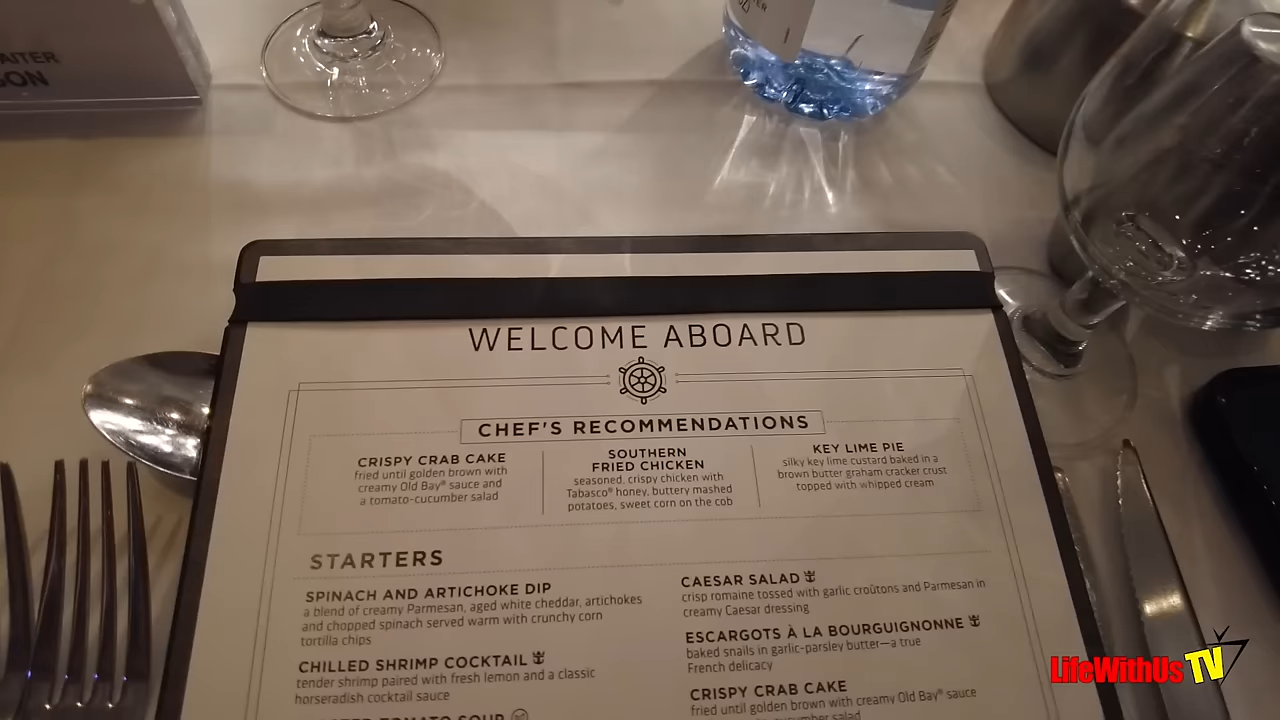 WELCOME ABOARD
CHEF'S RECOMMENDATIONS
CRISPY CRAB CAKE
fried until golden brown with
creamy Old Bay® sauce and
a tomato-cucumber salad
SOUTHERN
FRIED CHICKEN
seasoned, crispy chicken with
Tabasco® honey, buttery mashed
potatoes, sweet corn on the cob
KEY LIME PIE
silky key lime custard baked in a
brown butter graham cracker crust
topped with whipped cream
STARTERS
SPINACH AND ARTICHOKE DIP
a blend of creamy Parmesan, aged white cheddar, artichokes
and chopped spinach served warm with crunchy corn
tortilla chips
CHILLED SHRIMP COCKTAIL
tender shrimp paired with fresh lemon and a classic
horseradish cocktail sauce
TOMATO SOUP
CAESAR SALAD
crisp romaine tossed with garlic croûtons and Parmesan in
creamy Caesar dressing
ESCARGOTS À LA BOURGUIGNONNE
baked snails in garlic-parsley butter—a true
French delicacy
CRISPY CRAB CAKE
fried until golden brown with creamy Old Bay® sauce
salad
LifeWithUs TV